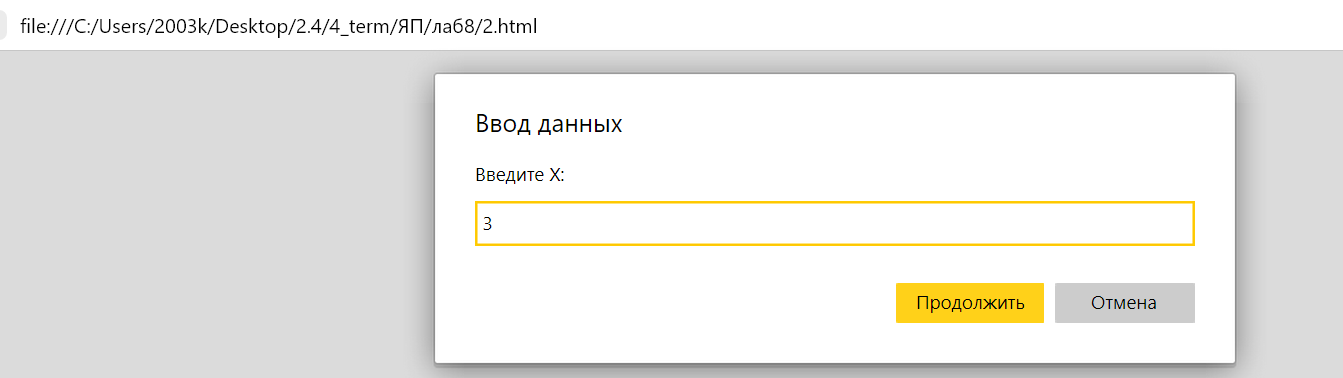 file:///C:/Users/2003k/Desktop/2.4/4_term/ЯП/лаб8/2.html
Ввод данных
Введите X:
3
Продолжить
Отмена